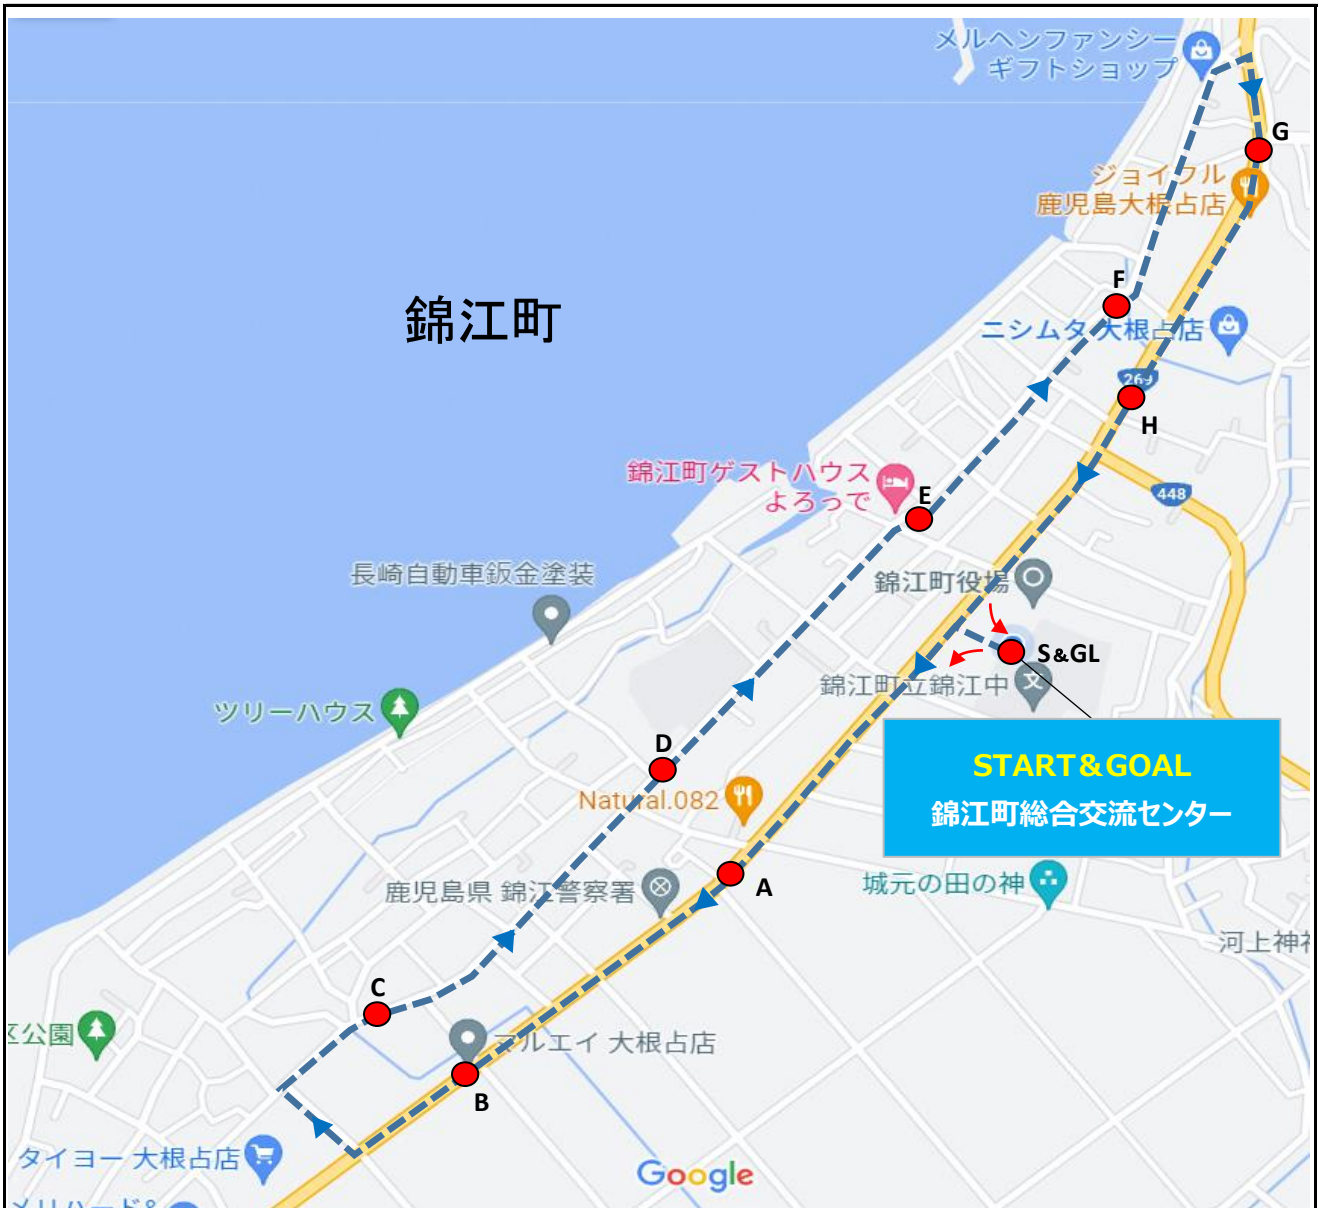 メルヘンファンシー
ギフトショップ
G
ジョイフル
鹿児島大根占店
F
錦江町
ニシムタ 大根占店
269
H
錦江町ゲストハウス
よろっで
E
448
長崎自動車鈑金塗装
錦江町役場
S&GL
錦江町立錦江中
ツリーハウス
START&GOAL
錦江町総合交流センター
D
Natural.082
A
鹿児島県 錦江警察署
城元の田の神
河上神社
C
区公園
マルエイ 大根占店
B
タイヨー 大根占店
Google